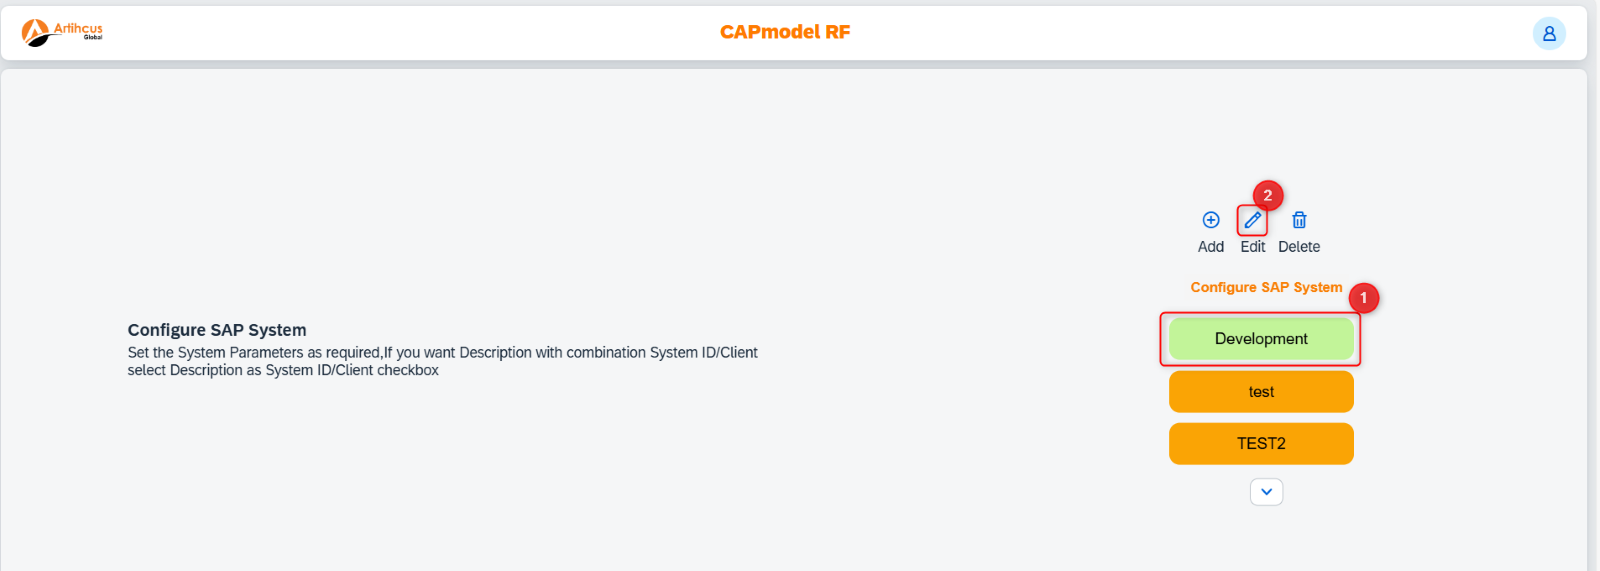 Artihcus
Global
CAPmodel RF
2
Add Edit Delete
Configure SAP System
1
Configure SAP System
Set the System Parameters as required,If you want Description with combination System ID/Client
select Description as System ID/Client checkbox
Development
test
TEST2